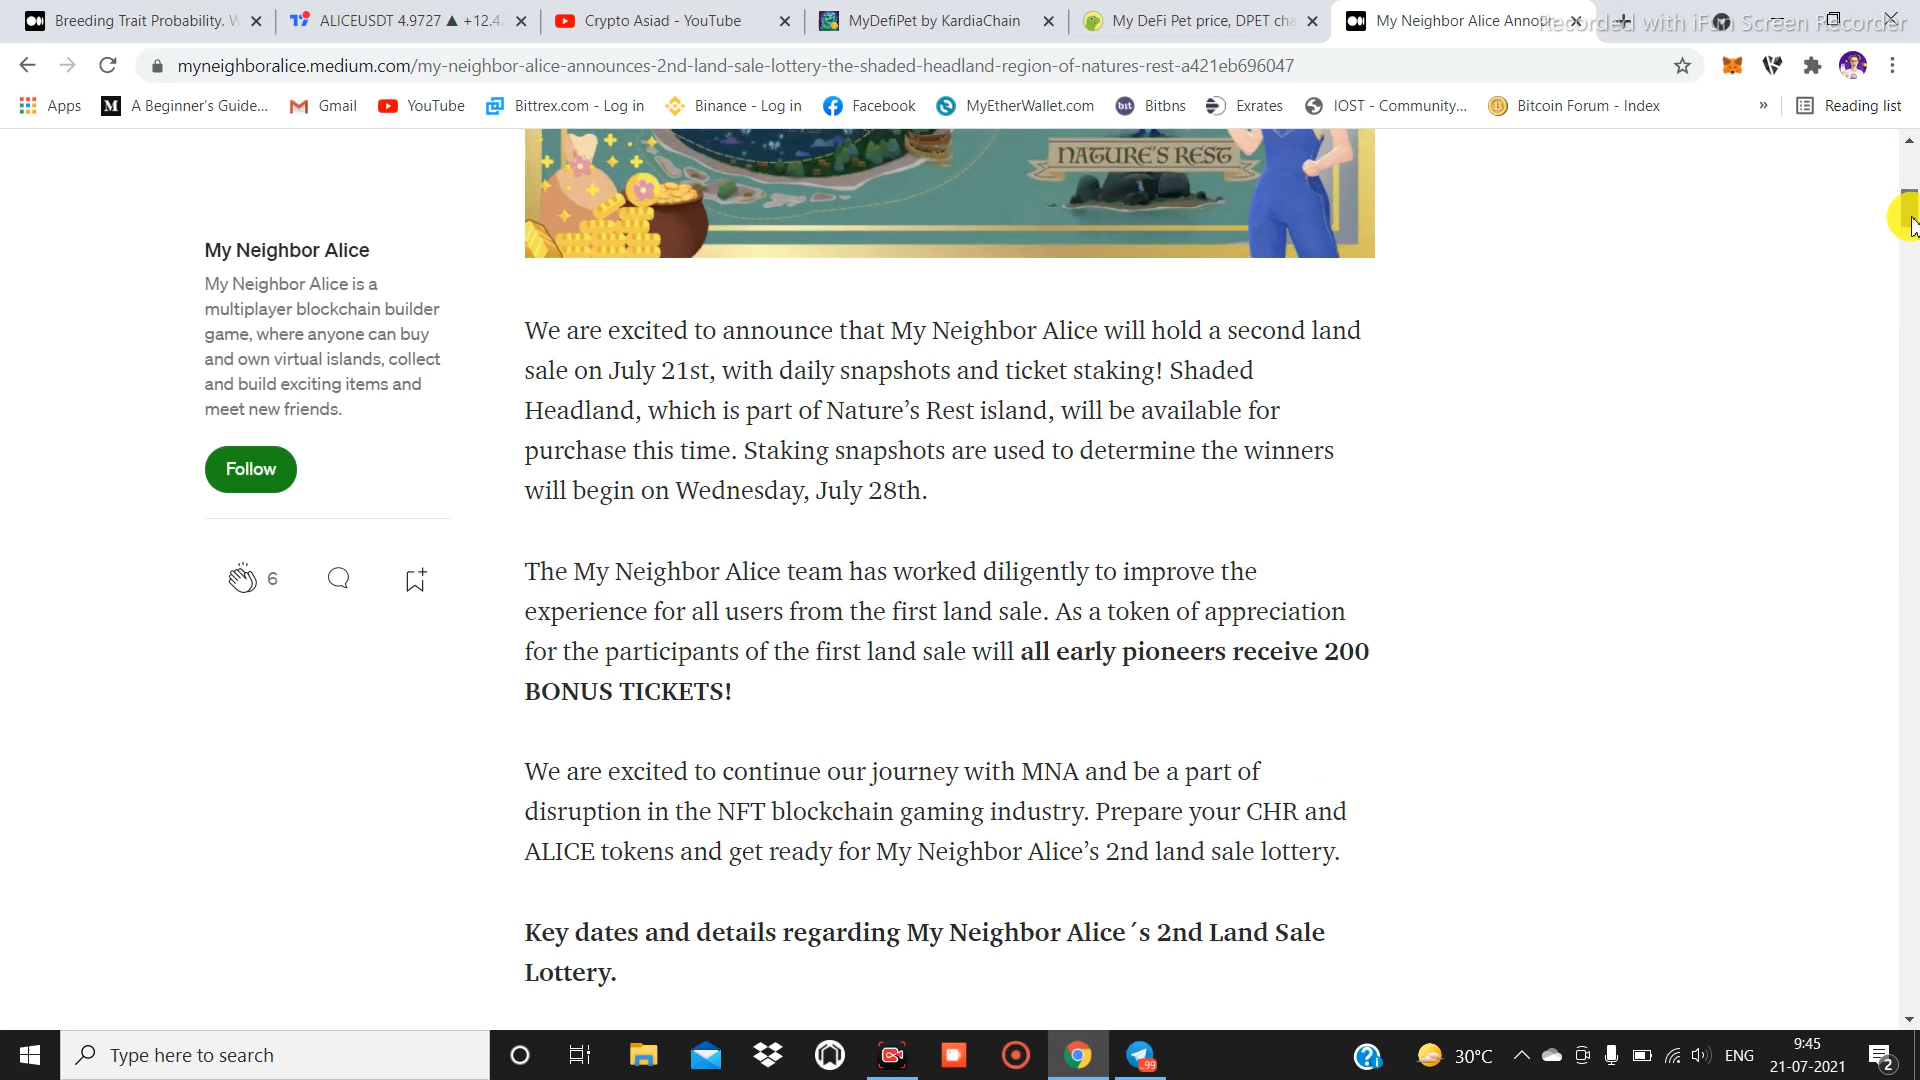 Breeding Trait Probability. W
ALICEUSDT 4.9727 ▲ +12.4
Crypto Asiad - YouTube
MyDefiPet by KardiaChain
My DeFi Pet price, DPET cha
My Neighbor Alice Announ
Recorded with iFun Screen Recorder
myneighboralice.medium.com/my-neighbor-alice-announces-2nd-land-sale-lottery-the-shaded-headland-region-of-natures-rest-a421eb696047
Apps
A Beginner's Guide...
Gmail
YouTube
Bittrex.com - Log in
Binance - Log in
Facebook
MyEtherWallet.com
Bitbns
Exrates
IOST - Community...
Bitcoin Forum - Index
»
Reading list
NATURE'S REST
My Neighbor Alice
My Neighbor Alice is a
multiplayer blockchain builder
game, where anyone can buy
and own virtual islands, collect
and build exciting items and
meet new friends.
Follow
6
We are excited to announce that My Neighbor Alice will hold a second land
sale on July 21st, with daily snapshots and ticket staking! Shaded
Headland, which is part of Nature’s Rest island, will be available for
purchase this time. Staking snapshots are used to determine the winners
will begin on Wednesday, July 28th.
The My Neighbor Alice team has worked diligently to improve the
experience for all users from the first land sale. As a token of appreciation
for the participants of the first land sale will all early pioneers receive 200
BONUS TICKETS!
We are excited to continue our journey with MNA and be a part of
disruption in the NFT blockchain gaming industry. Prepare your CHR and
ALICE tokens and get ready for My Neighbor Alice’s 2nd land sale lottery.
Key dates and details regarding My Neighbor Alice´s 2nd Land Sale
Lottery.
Type here to search
99
30°C
ENG
9:45
21-07-2021
2